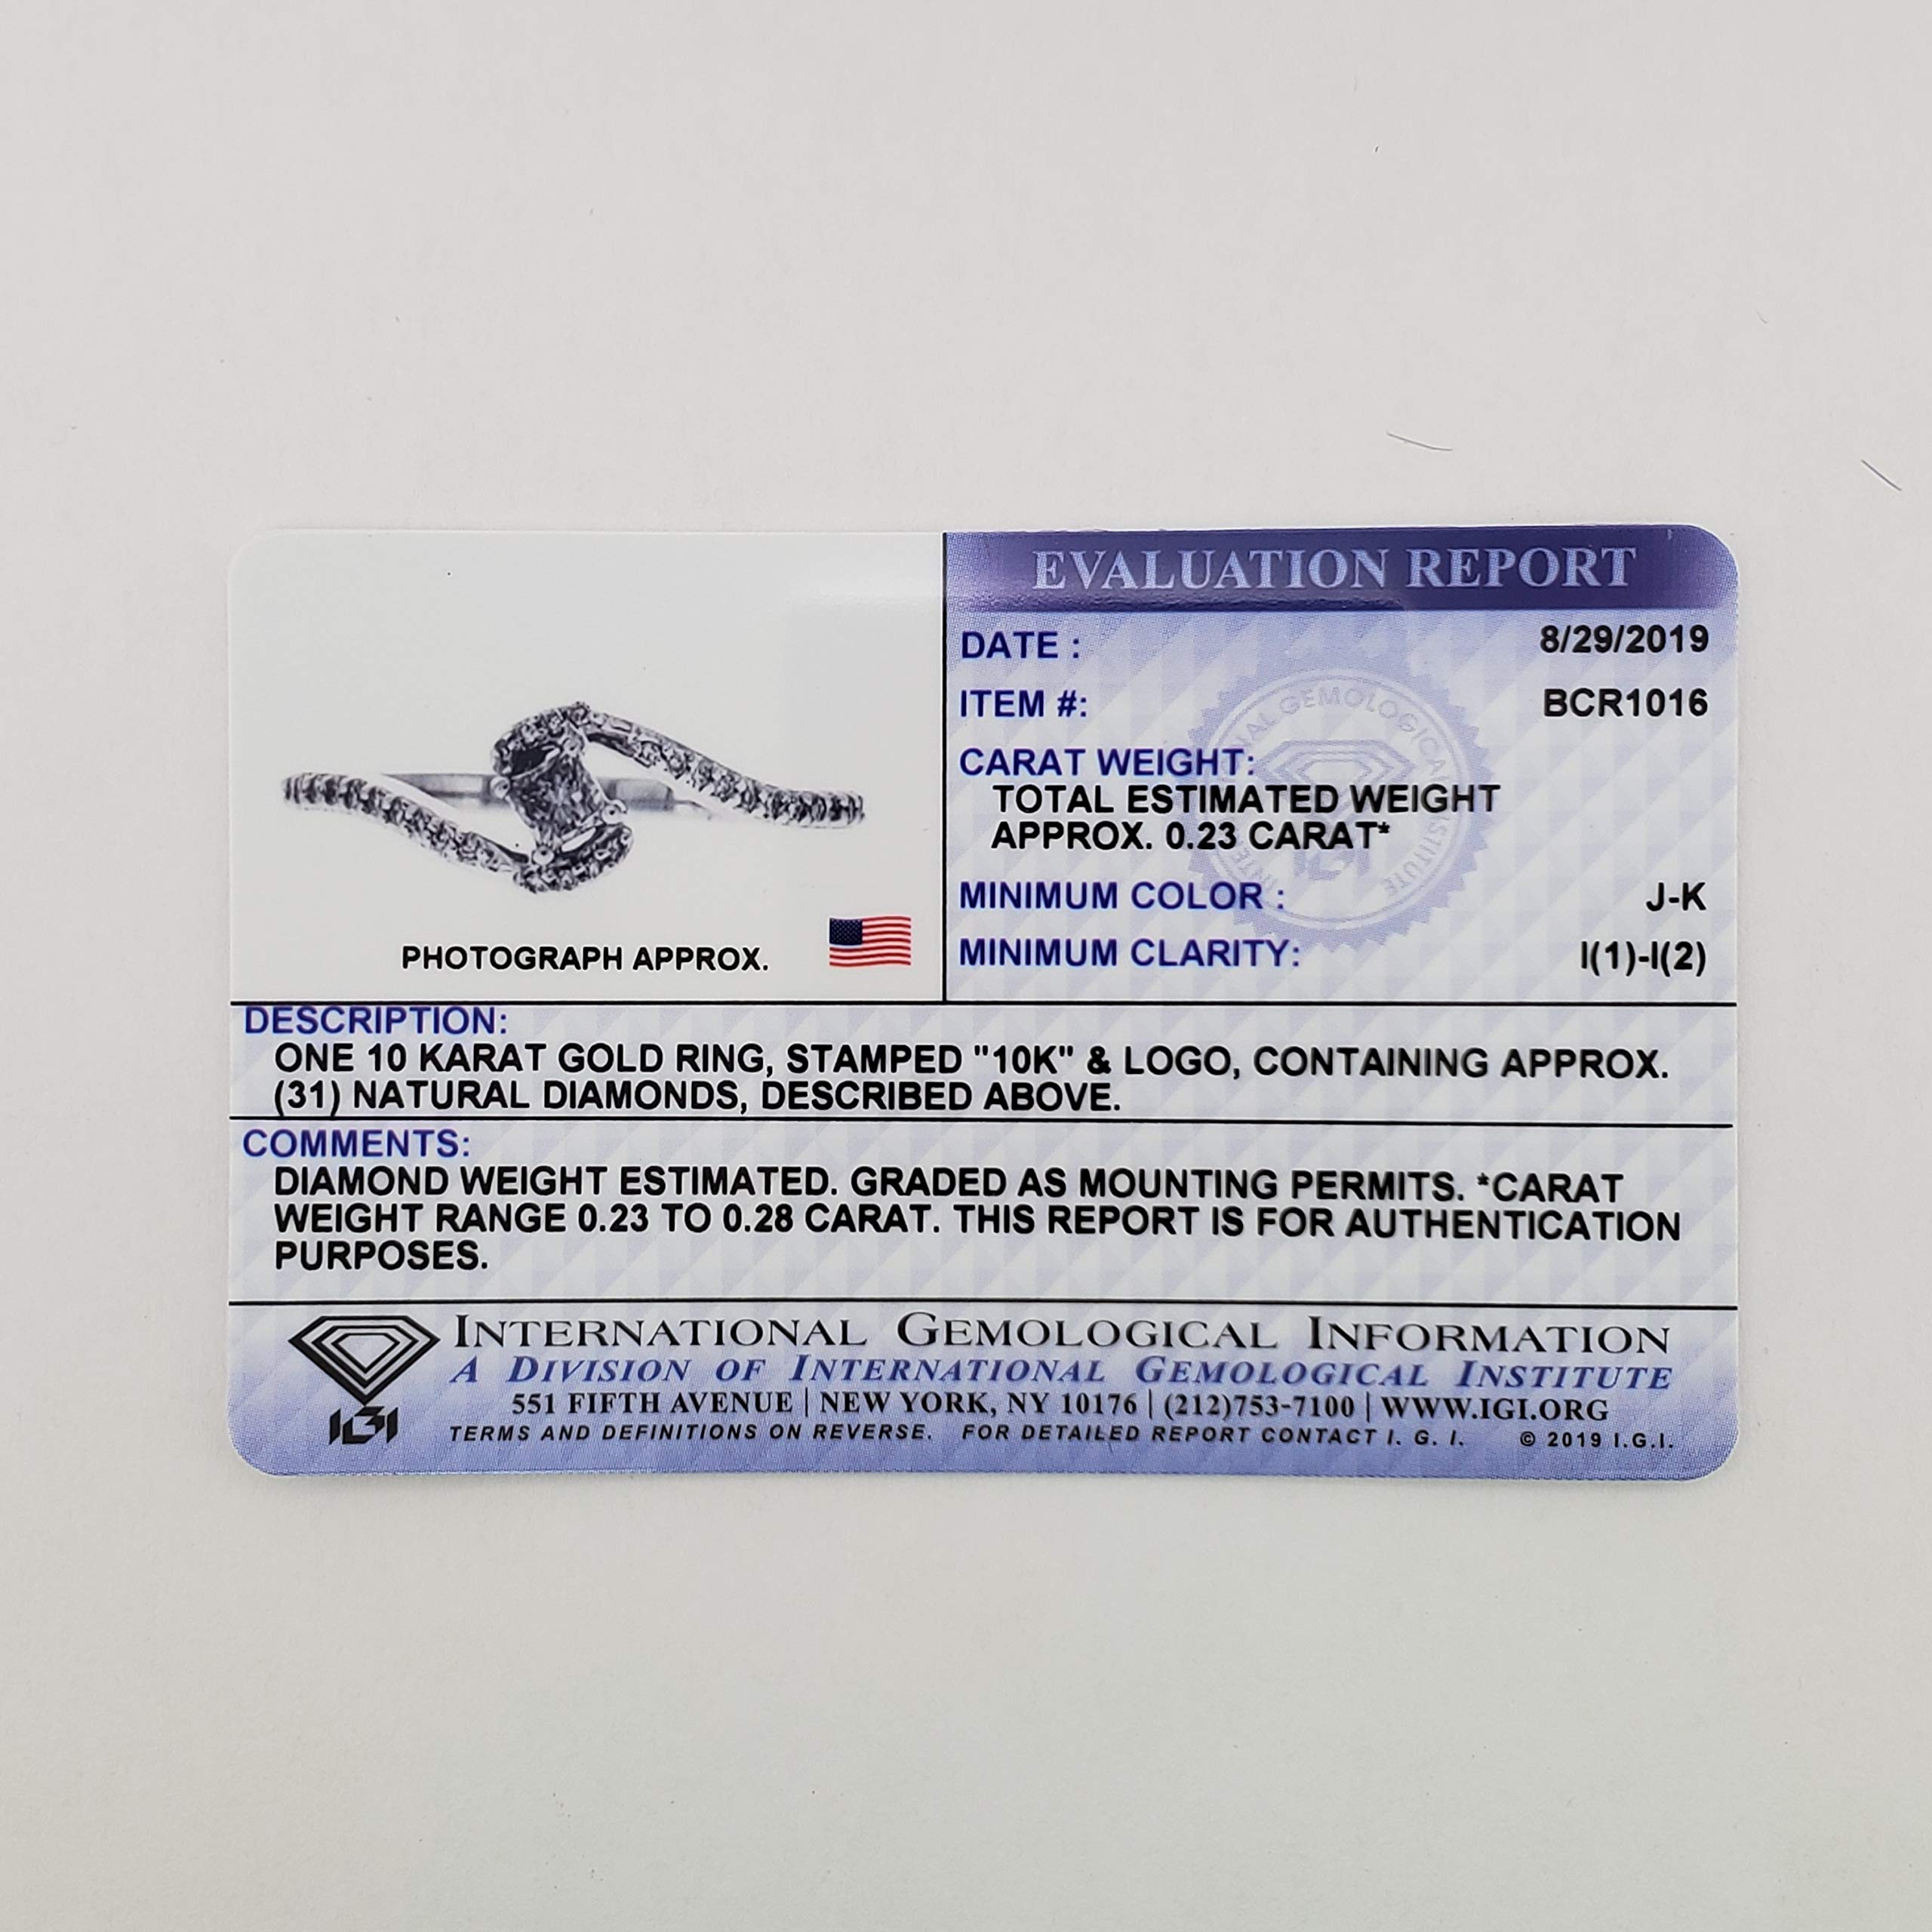 EVALUATION REPORT
DATE : 8/29/2019
ITEM #: BCR1016
CARAT WEIGHT:
TOTAL ESTIMATED WEIGHT
APPROX. 0.23 CARAT*
MINIMUM COLOR : J-K
MINIMUM CLARITY: I(1)-I(2)
PHOTOGRAPH APPROX.
DESCRIPTION:
ONE 10 KARAT GOLD RING, STAMPED "10K" & LOGO, CONTAINING APPROX.
(31) NATURAL DIAMONDS, DESCRIBED ABOVE.
COMMENTS:
DIAMOND WEIGHT ESTIMATED. GRADED AS MOUNTING PERMITS. *CARAT
WEIGHT RANGE 0.23 TO 0.28 CARAT. THIS REPORT IS FOR AUTHENTICATION
PURPOSES.
INTERNATIONAL GEMOLOGICAL INFORMATION
A DIVISION OF INTERNATIONAL GEMOLOGICAL INSTITUTE
551 FIFTH AVENUE | NEW YORK, NY 10176 | (212)753-7100 | WWW.IGI.ORG
IGI TERMS AND DEFINITIONS ON REVERSE. FOR DETAILED REPORT CONTACT I. G. I. © 2019 I.G.I.